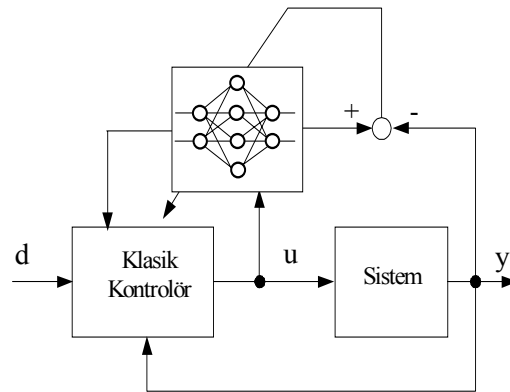 + -
d
Klasik
Kontrolör
u
Sistem
y